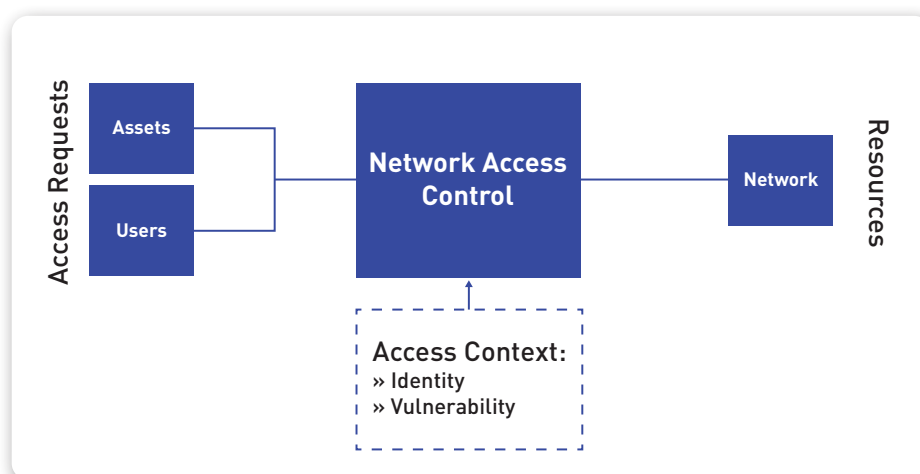 Access Requests
Assets
Users
Network Access
Control
Access Context:
» Identity
» Vulnerability
Network
Resources